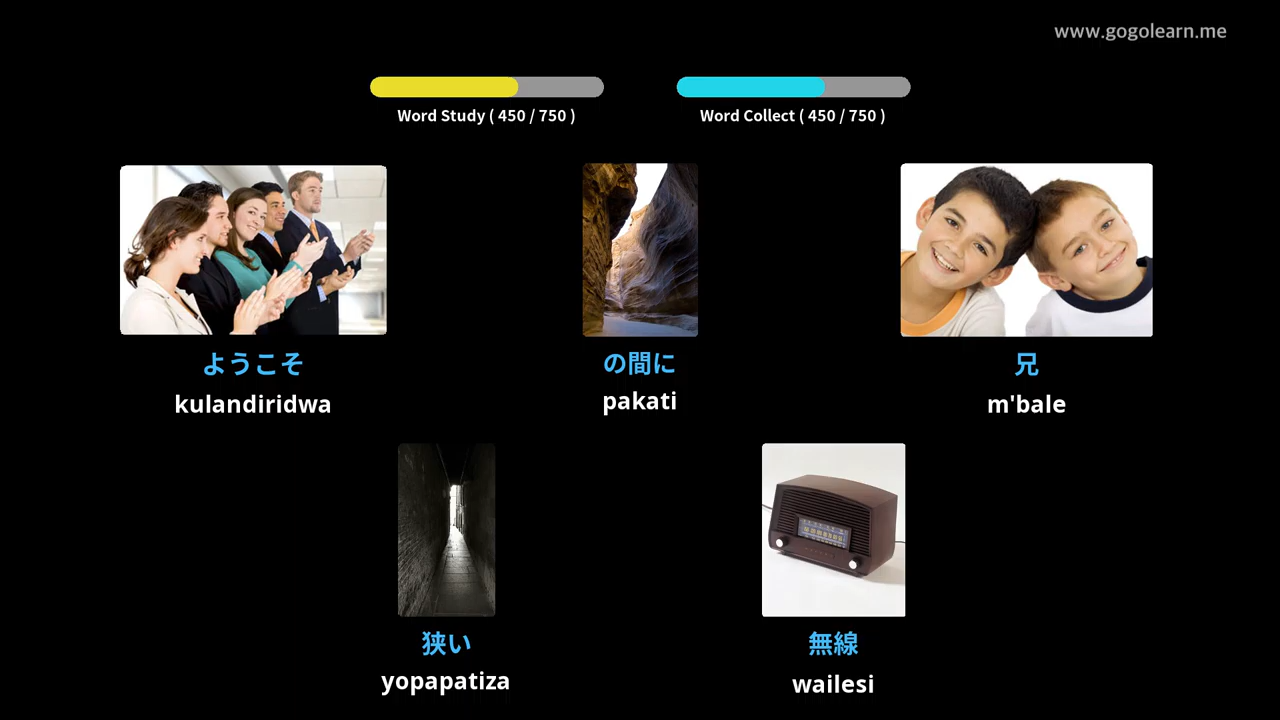 www.gogolearn.me
Word Study ( 450 / 750 )
Word Collect ( 450 / 750 )
ようこそ
kulandiridwa
の間に
pakati
兄
m'bale
狭い
yopapatiza
無線
wailesi